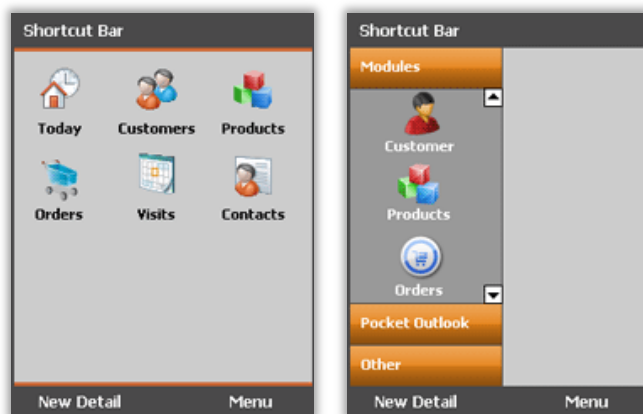 Shortcut Bar
Today Customers Products
Orders Visits Contacts
New Detail Menu
Shortcut Bar
Modules
Customer
Products
Orders
Pocket Outlook
Other
New Detail Menu